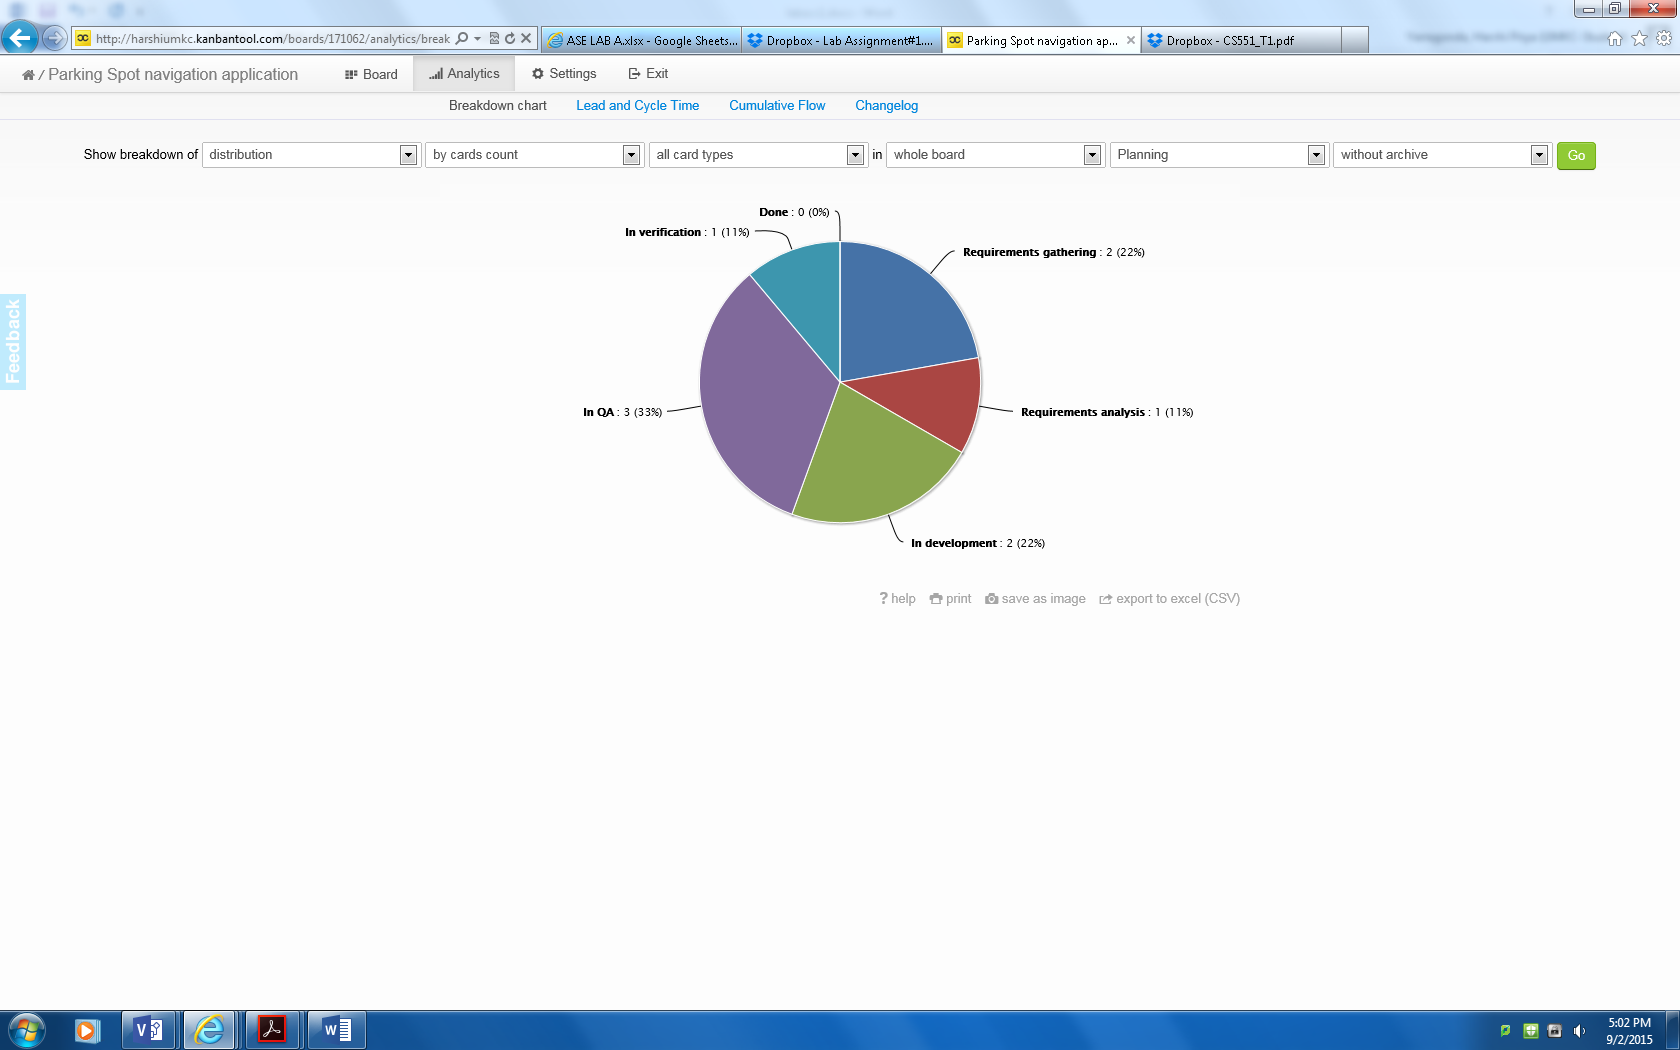 http://harshiumkc.kanbantool.com/boards/171062/analytics/break
ASE LAB A.xlsx - Google Sheets...
Dropbox - Lab Assignment#1....
Parking Spot navigation ap...
Dropbox - CS551_T1.pdf
/ Parking Spot navigation application
Board
Analytics
Settings
Exit
Breakdown chart
Lead and Cycle Time
Cumulative Flow
Changelog
Show breakdown of distribution by cards count all card types in whole board Planning without archive Go
Done : 0 (0%)
In verification : 1 (11%)
Requirements gathering : 2 (22%)
Feedback
In QA : 3 (33%)
Requirements analysis : 1 (11%)
In development : 2 (22%)
? help print save as image export to excel (CSV)
5:02 PM
9/2/2015